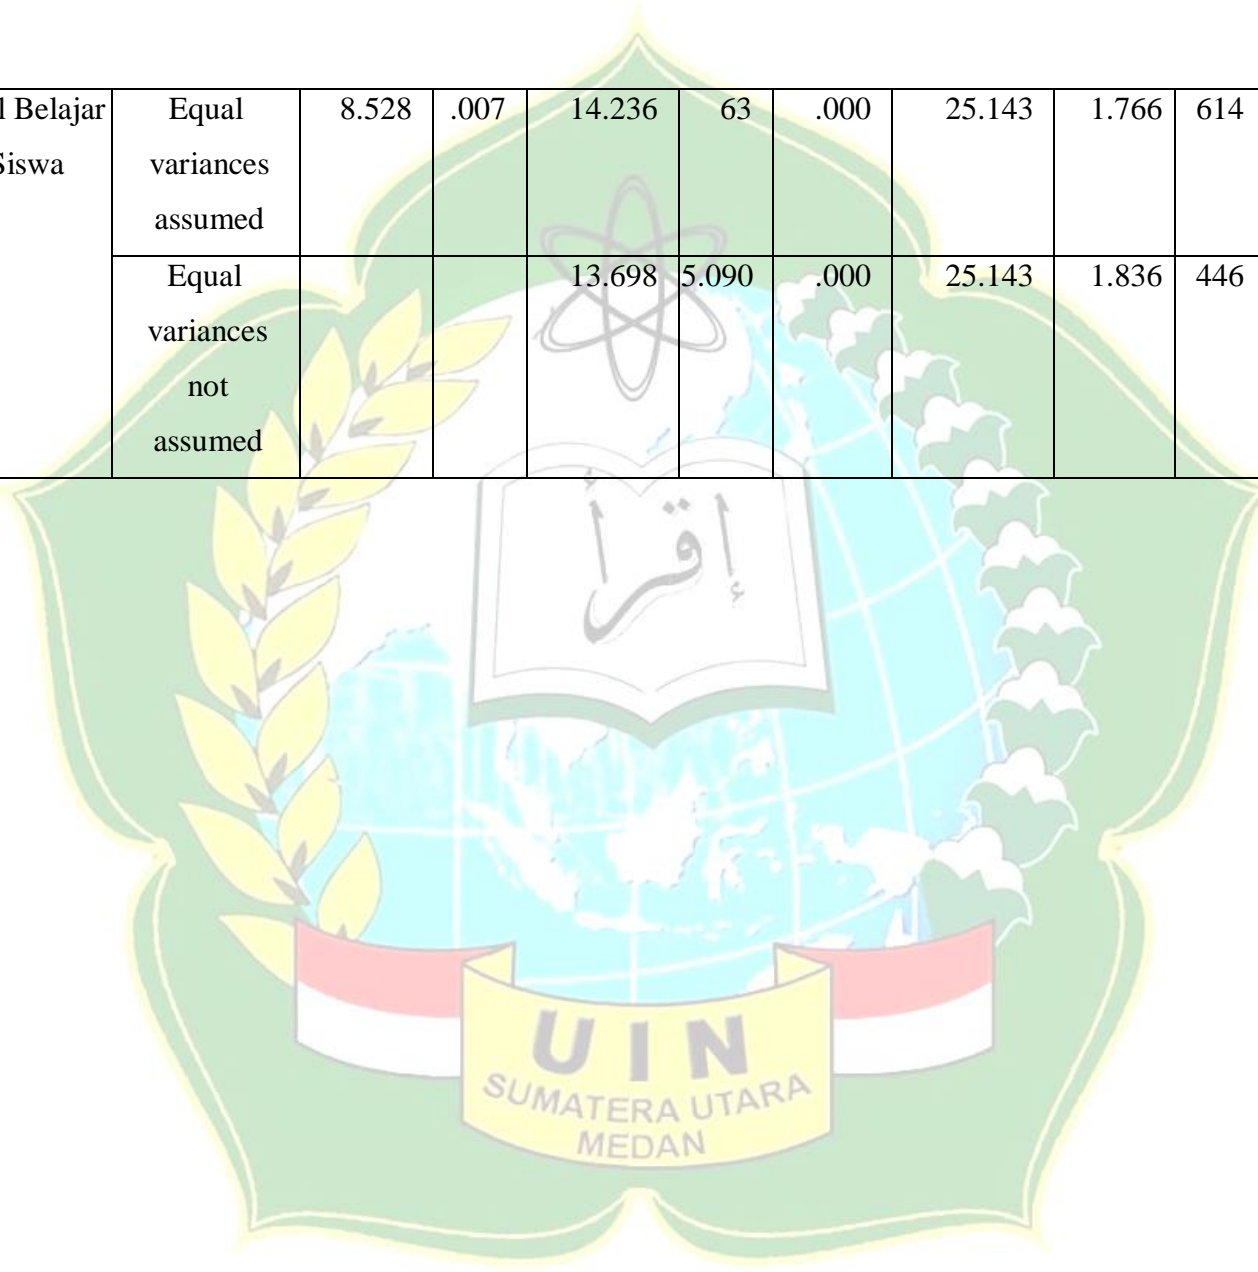 l Belajar Equal 8.528 .007 14.236 63 .000 25.143 1.766 614
Siswa variances
assumed
Equal 13.698 5.090 .000 25.143 1.836 446
variances
not
assumed
إقرأ
UIN
SUMATERA UTARA
MEDAN